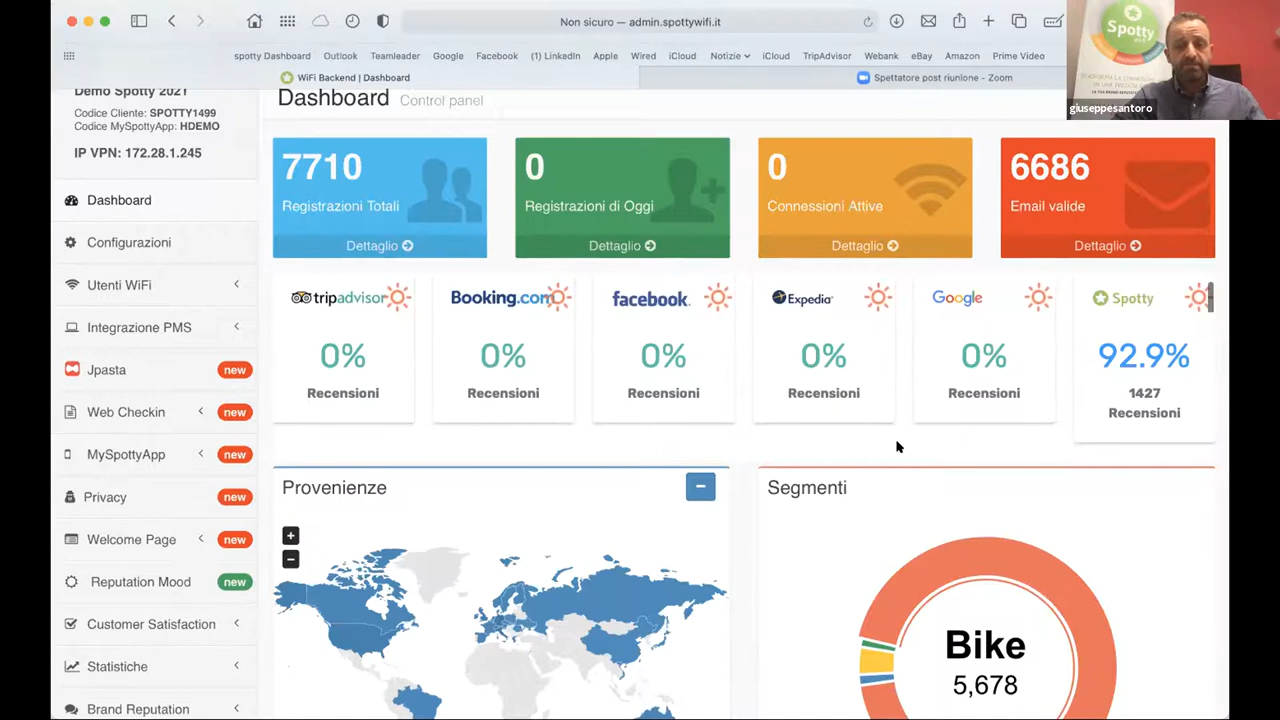 Non sicuro — admin.spottywifi.it
spotty Dashboard Outlook Teamleader Google Facebook (1) LinkedIn Apple Wired iCloud Notizie iCloud TripAdvisor Webank eBay Amazon Prime Video
WiFi Backend | Dashboard
Spettatore post riunione - Zoom
Spotty
giuseppesantoro
Demo Spotty 2021
Codice Cliente: SPOTTY1499
Codice MySpottyApp: HDEMO
IP VPN: 172.28.1.245
Dashboard
Configurazioni
Utenti WiFi
Integrazione PMS
Jpasta new
Web Checkin new
MySpottyApp new
Privacy new
Welcome Page new
Reputation Mood new
Customer Satisfaction
Statistiche
Brand Reputation
Dashboard Control panel
7710
Registrazioni Totali
Dettaglio
0
Registrazioni di Oggi
Dettaglio
0
Connessioni Attive
Dettaglio
6686
Email valide
Dettaglio
tripadvisor
0%
Recensioni
Booking.com
0%
Recensioni
facebook
0%
Recensioni
Expedia
0%
Recensioni
Google
0%
Recensioni
Spotty
92.9%
1427
Recensioni
Provenienze
Segmenti
Bike
5,678